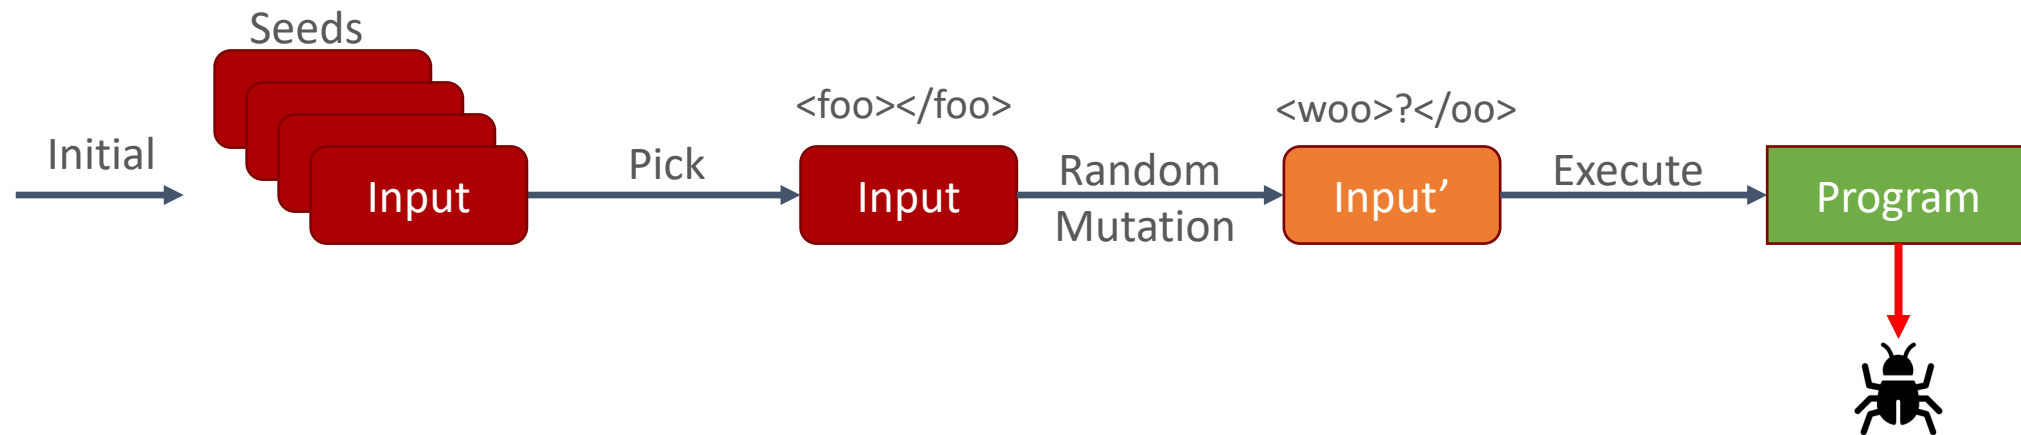 Seeds
Initial
Input
Pick
<foo></foo>
Input
Random
Mutation
<woo>?</oo>
Input’
Execute
Program